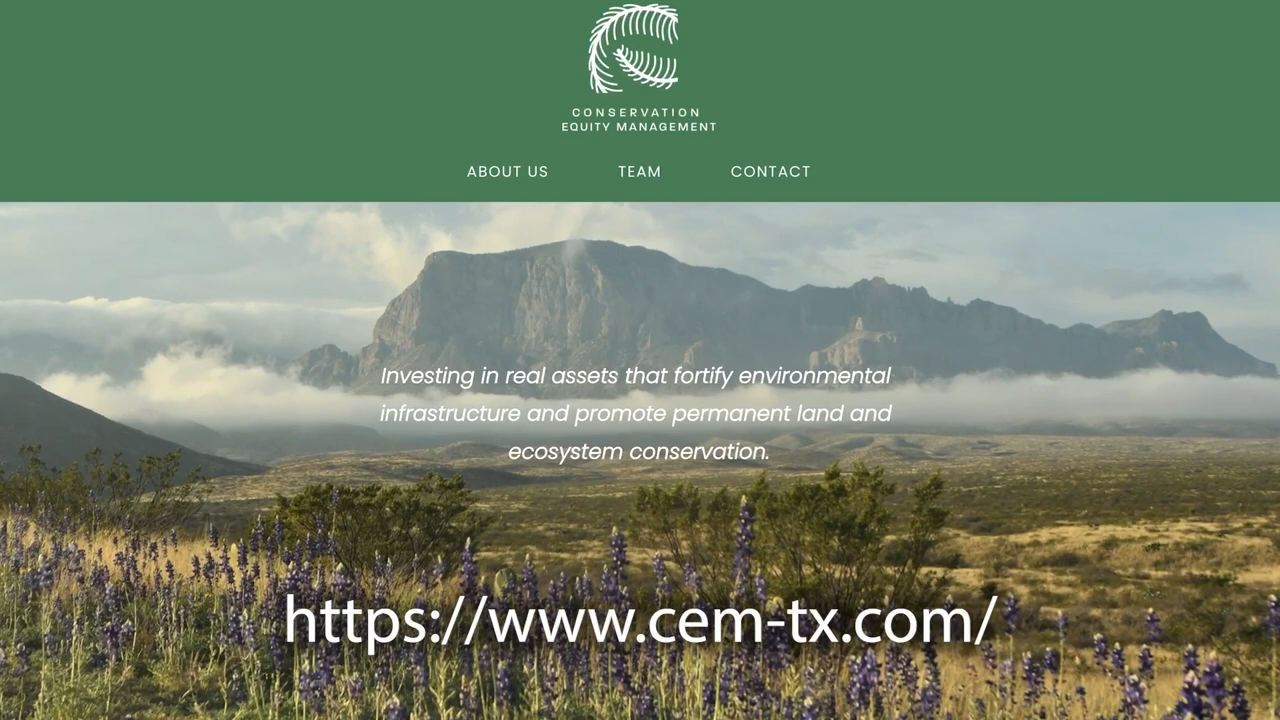 CONSERVATION
EQUITY MANAGEMENT
ABOUT US TEAM CONTACT
Investing in real assets that fortify environmental
infrastructure and promote permanent land and
ecosystem conservation.
https://www.cem-tx.com/